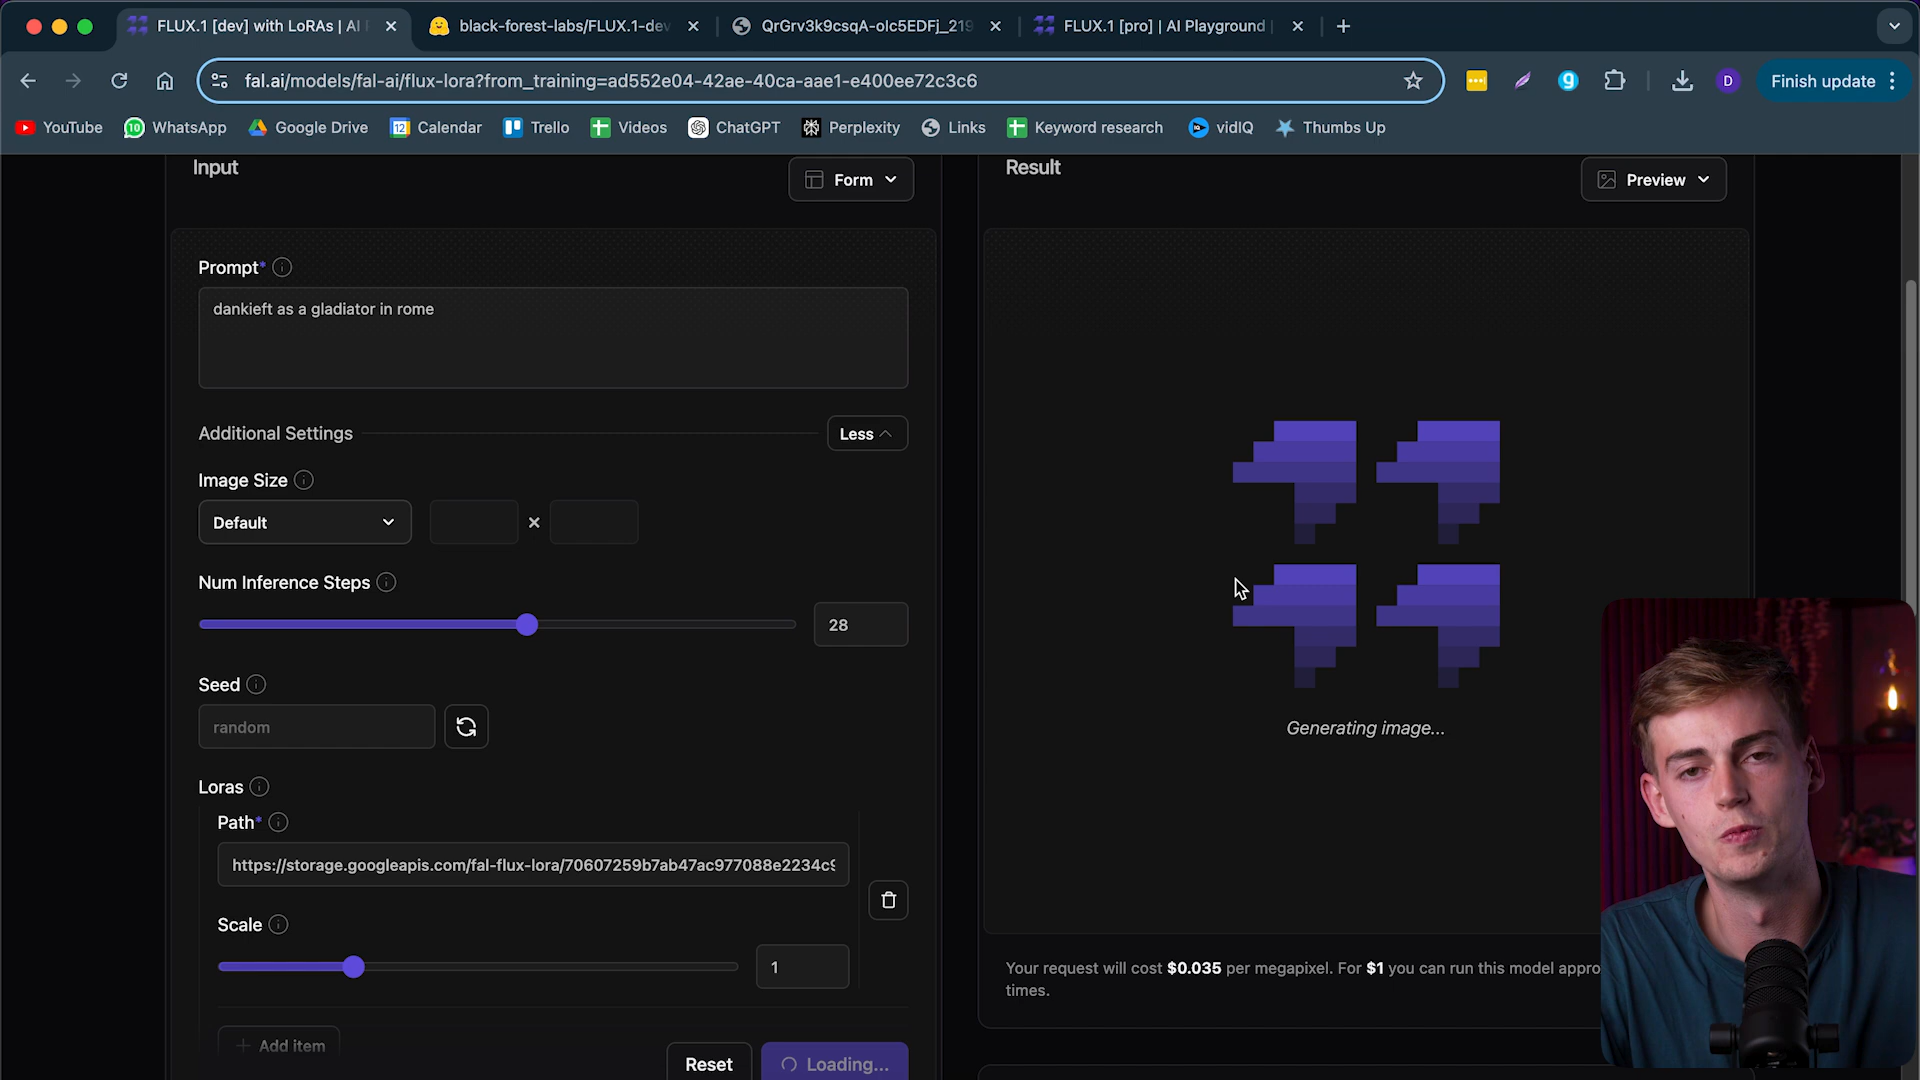 FLUX.1 [dev] with LoRAs | AI
black-forest-labs/FLUX.1-dev
QrGrv3k9csqA-olc5EDFj_219
FLUX.1 [pro] | AI Playground
fal.ai/models/fal-ai/flux-lora?from_training=ad552e04-42ae-40ca-aae1-e400ee72c3c6
D
Finish update
YouTube
10
WhatsApp
Google Drive
12
Calendar
Trello
Videos
ChatGPT
Perplexity
Links
Keyword research
vidIQ
Thumbs Up
Input
Form
Result
Preview
Prompt*
dankieft as a gladiator in rome
Additional Settings
Less
Image Size
Default
×
Num Inference Steps
28
Seed
random
Loras
Path*
https://storage.googleapis.com/fal-flux-lora/70607259b7ab47ac977088e2234c9
Scale
1
+ Add item
Reset
Loading...
Generating image...
Your request will cost $0.035 per megapixel. For $1 you can run this model appro
times.